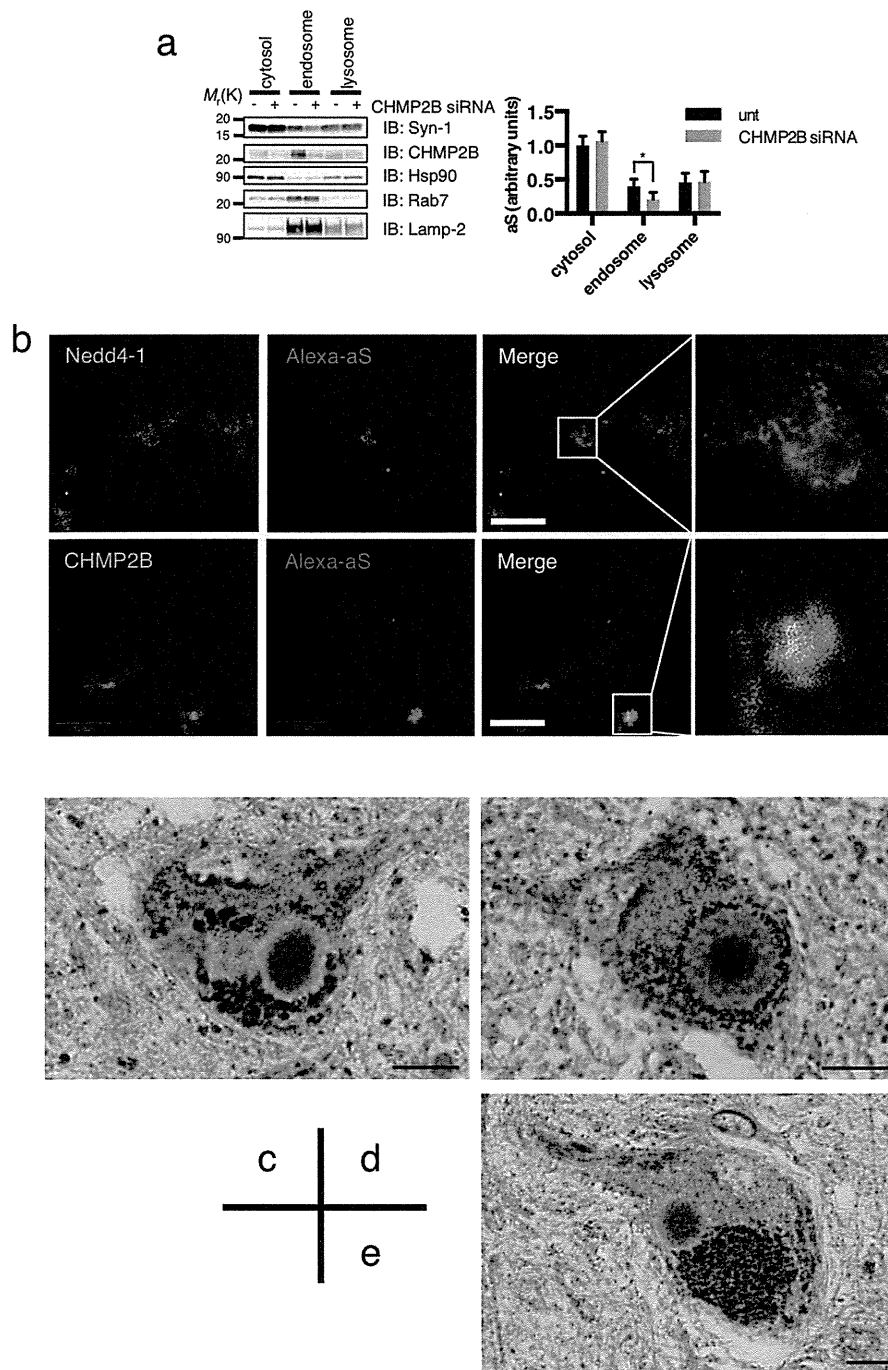 a
cytosol
endosome
lysosome
Mr(K)
- + - + - + CHMP2B siRNA
20
15
IB: Syn-1
20
IB: CHMP2B
90
IB: Hsp90
20
IB: Rab7
90
IB: Lamp-2
aS (arbitrary units)
1.5
1.0
0.5
0.0
*
cytosol
endosome
lysosome
unt
CHMP2B siRNA
b
Nedd4-1
Alexa-aS
Merge
CHMP2B
Alexa-aS
Merge
c
d
e